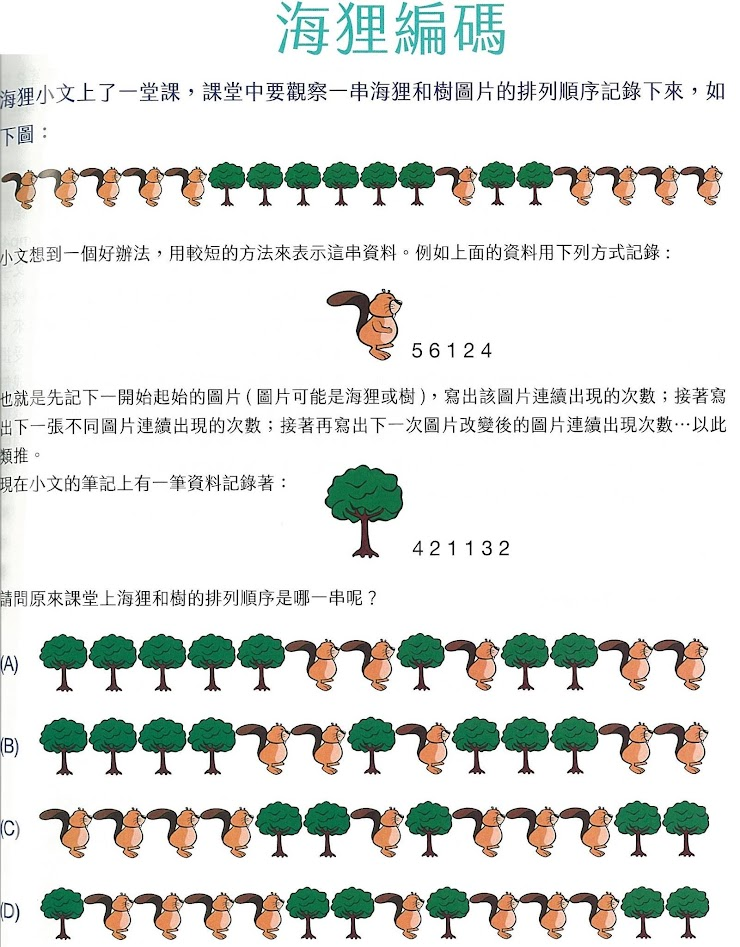 海狸編碼
海狸小文上了一堂課，課堂中要觀察一串海狸和樹圖片的排列順序記錄下來，如
下圖：
小文想到一個好辦法，用較短的方法來表示這串資料。例如上面的資料用下列方式記錄：
5 6 1 2 4
也就是先記下一開始起始的圖片(圖片可能是海狸或樹)，寫出該圖片連續出現的次數；接著寫
出下一張不同圖片連續出現的次數；接著再寫出下一次圖片改變後的圖片連續出現次數…以此
類推。
現在小文的筆記上有一筆資料記錄著：
4 2 1 1 3 2
請問原來課堂上海狸和樹的排列順序是哪一串呢？
(A)
(B)
(C)
(D)